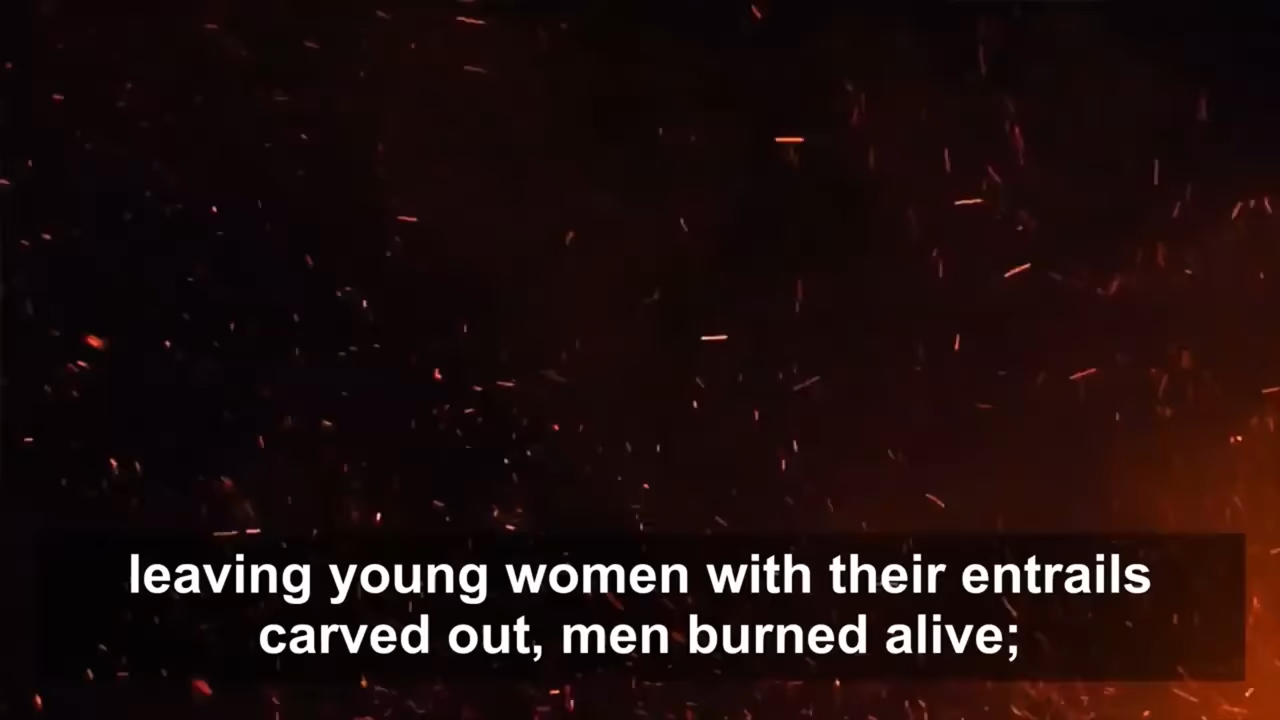 leaving young women with their entrails
carved out, men burned alive;